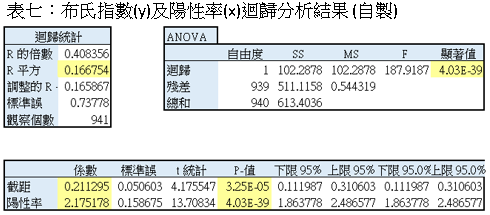 表七：布氏指數(y)及陽性率(x)迴歸分析結果 (自製)
迴歸統計
R 的倍數 0.408356
R 平方 0.166754
調整的 R 0.165867
標準誤 0.73778
觀察個數 941
ANOVA
自由度 SS MS F 顯著值
迴歸 1 102.2878 102.2878 187.9187 4.03E-39
殘差 939 511.1158 0.544319
總和 940 613.4036
係數 標準誤 t 統計 P-值 下限 95% 上限 95% 下限 95.0% 上限 95.0%
截距 0.211295 0.050603 4.175547 3.25E-05 0.111987 0.310603 0.111987 0.310603
陽性率 2.175178 0.158675 13.70834 4.03E-39 1.863778 2.486577 1.863778 2.486577